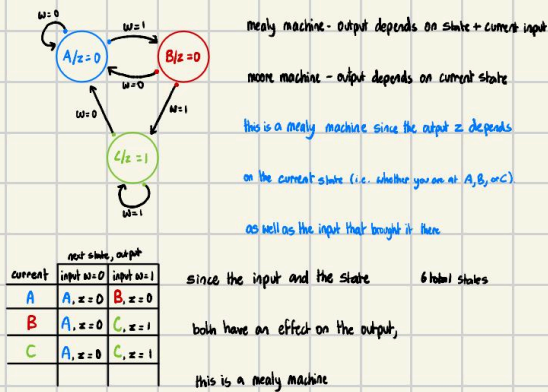 w=0
w=1
A/z=0
B/z=0
w=0
w=0
w=1
C/z=1
w=1
mealy machine - output depends on state + current input
moore machine - output depends on current state
this is a mealy machine since the output z depends
on the current state (i.e. whether you are at A, B, or C)
as well as the input that brought it there
next state, output
current input w=0 input w=1
A A, z=0 B, z=0
B A, z=0 C, z=1
C A, z=0 C, z=1
since the input and the state
6 total states
both have an effect on the output,
this is a mealy machine